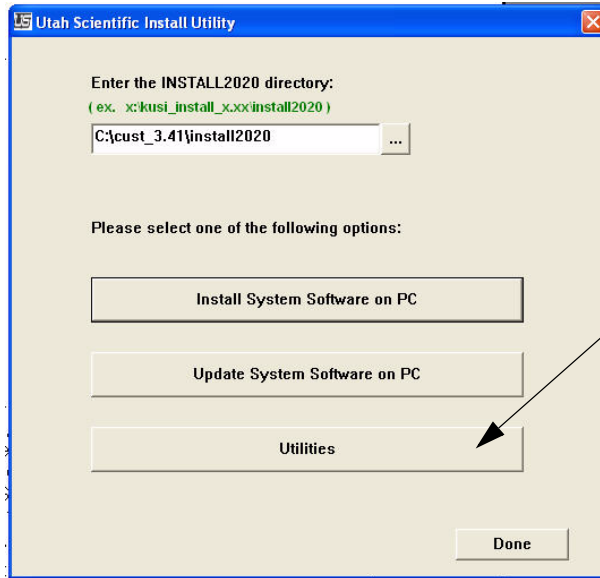 US Utah Scientific Install Utility
Enter the INSTALL2020 directory:
( ex. x:\kusi_install_x.xx\install2020 )
C:\cust_3.41\install2020
...
Please select one of the following options:
Install System Software on PC
Update System Software on PC
Utilities
Done